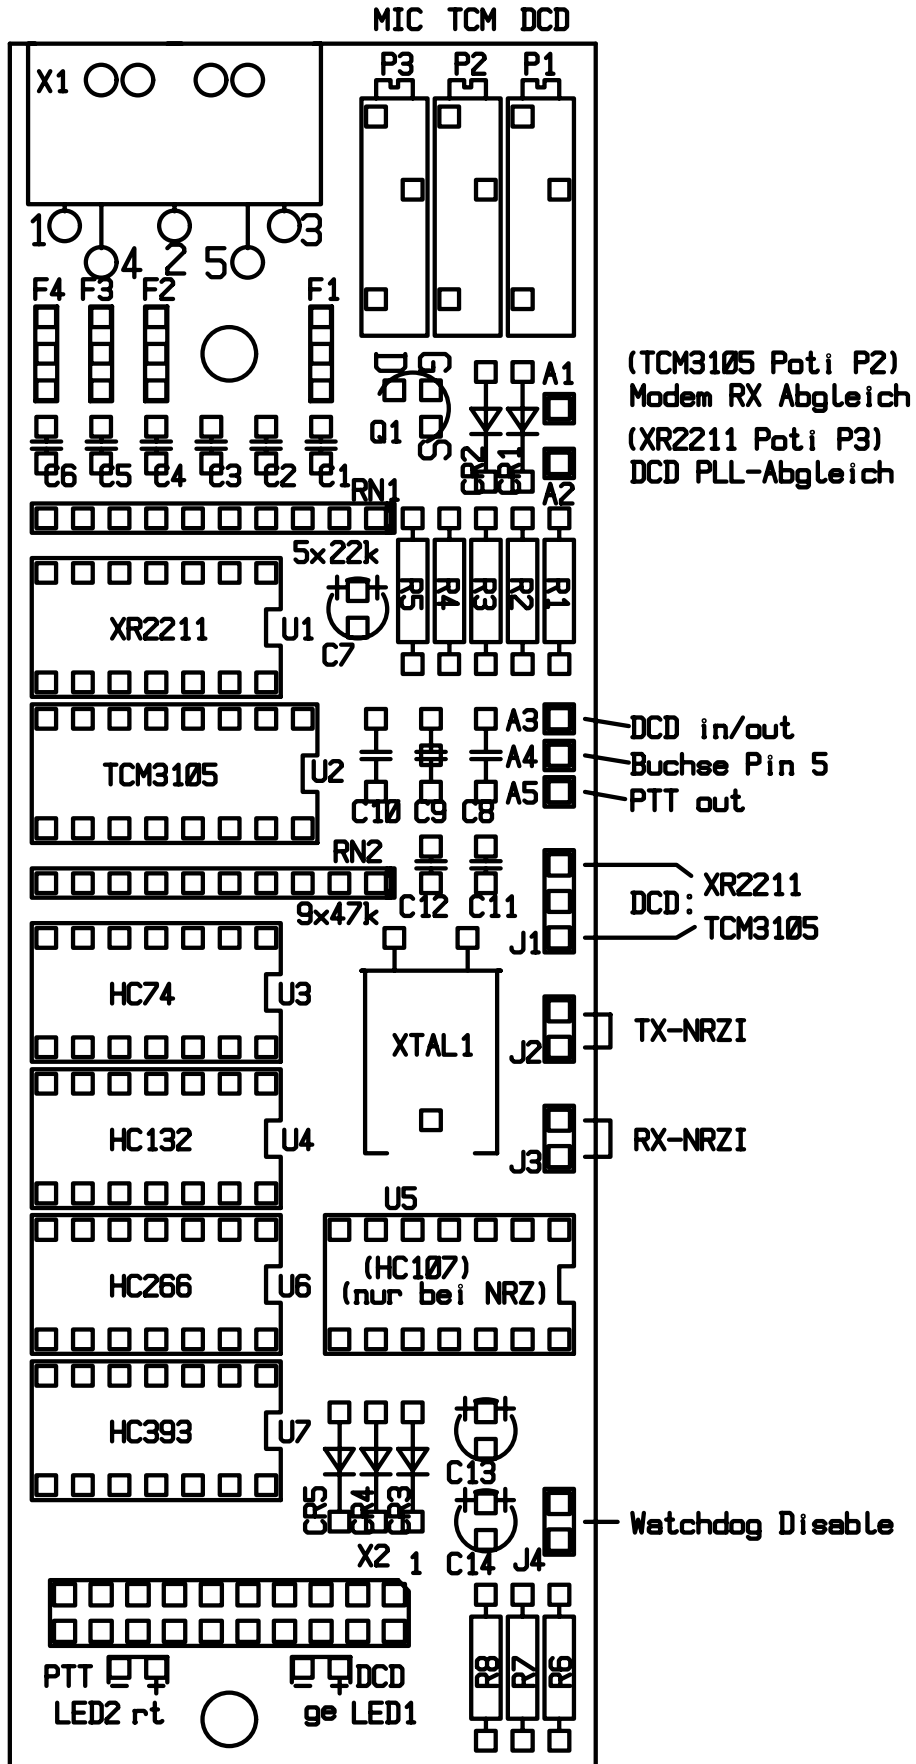 MIC TCM DCD
P3 P2 P1
X1
1 2 3
4 5
F4 F3 F2 F1
D G
S
Q1
A1
(TCM3105 Poti P2)
Modem RX Abgleich
(XR2211 Poti P3)
DCD PLL-Abgleich
C6 C5 C4 C3 C2 C1
CR2 CR1
A2
RN1
5x22k
XR2211 U1
C7
R5 R4 R3 R2 R1
TCM3105 U2
C10 C9 C8
A3 DCD in/out
A4 Buchse Pin 5
A5 PTT out
RN2
9x47k
C12 C11
J1
DCD:
XR2211
TCM3105
HC74 U3
XTAL1
J2 TX-NRZI
HC132 U4
J3 RX-NRZI
U5
(HC107)
(nur bei NRZ)
HC266 U6
HC393 U7
CR5 CR4 CR3
C13
C14
J4 Watchdog Disable
X2 1
R8 R7 R6
PTT - + - + DCD
LED2 rt ge LED1